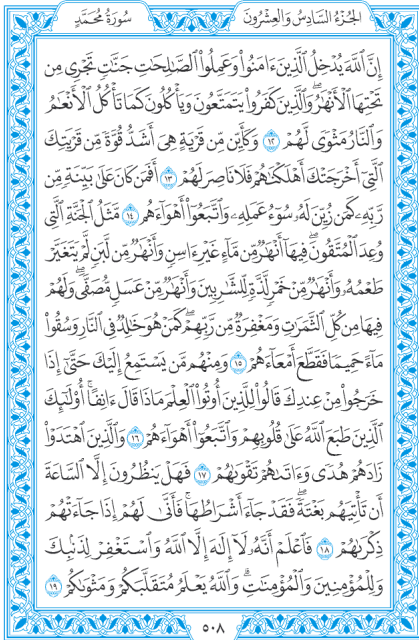 الجُزْءُ السَّادِسُ وَالعِشْرُونَ
سُورَةُ مُحَمَّدٍ
إِنَّ ٱللَّهَ يُدْخِلُ ٱلَّذِينَ ءَامَنُوا۟ وَعَمِلُوا۟ ٱلصَّٰلِحَٰتِ جَنَّٰتٍ تَجْرِى مِن
تَحْتِهَا ٱلْأَنْهَٰرُ ۖ وَٱلَّذِينَ كَفَرُوا۟ يَتَمَتَّعُونَ وَيَأْكُلُونَ كَمَا تَأْكُلُ ٱلْأَنْعَٰمُ
وَٱلنَّارُ مَثْوًى لَّهُمْ ١٢ وَكَأَيِّن مِّن قَرْيَةٍ هِىَ أَشَدُّ قُوَّةً مِّن قَرْيَتِكَ
ٱلَّتِىٓ أَخْرَجَتْكَ أَهْلَكْنَٰهُمْ فَلَا نَاصِرَ لَهُمْ ١٣ أَفَمَن كَانَ عَلَىٰ بَيِّنَةٍ مِّن
رَّبِّهِۦ كَمَن زُيِّنَ لَهُۥ سُوٓءُ عَمَلِهِۦ وَٱتَّبَعُوٓا۟ أَهْوَآءَهُم ١٤ مَّثَلُ ٱلْجَنَّةِ ٱلَّتِى
وُعِدَ ٱلْمُتَّقُونَ ۖ فِيهَآ أَنْهَٰرٌ مِّن مَّآءٍ غَيْرِ ءَاسِنٍ وَأَنْهَٰرٌ مِّن لَّبَنٍ لَّمْ يَتَغَيَّرْ
طَعْمُهُۥ وَأَنْهَٰرٌ مِّنْ خَمْرٍ لَّذَّةٍ لِّلشَّٰرِبِينَ وَأَنْهَٰرٌ مِّنْ عَسَلٍ مُّصَفًّى ۖ وَلَهُمْ
فِيهَا مِن كُلِّ ٱلثَّمَرَٰتِ وَمَغْفِرَةٌ مِّن رَّبِّهِمْ ۖ كَمَنْ هُوَ خَٰلِدٌ فِى ٱلنَّارِ وَسُقُوا۟
مَآءً حَمِيمًا فَقَطَّعَ أَمْعَآءَهُمْ ١٥ وَمِنْهُم مَّن يَسْتَمِعُ إِلَيْكَ حَتَّىٰٓ إِذَا
خَرَجُوا۟ مِنْ عِندِكَ قَالُوا۟ لِلَّذِينَ أُوتُوا۟ ٱلْعِلْمَ مَاذَا قَالَ ءَانِفًا ۚ أُو۟لَٰٓئِكَ
ٱلَّذِينَ طَبَعَ ٱللَّهُ عَلَىٰ قُلُوبِهِمْ وَٱتَّبَعُوٓا۟ أَهْوَآءَهُمْ ١٦ وَٱلَّذِينَ ٱهْتَدَوْا۟
زَادَهُمْ هُدًى وَءَاتَىٰهُمْ تَقْوَىٰهُمْ ١٧ فَهَلْ يَنظُرُونَ إِلَّا ٱلسَّاعَةَ
أَن تَأْتِيَهُم بَغْتَةً ۖ فَقَدْ جَآءَ أَشْرَاطُهَا ۚ فَأَنَّىٰ لَهُمْ إِذَا جَآءَتْهُمْ
ذِكْرَىٰهُمْ ١٨ فَٱعْلَمْ أَنَّهُۥ لَآ إِلَٰهَ إِلَّا ٱللَّهُ وَٱسْتَغْفِرْ لِذَنۢبِكَ
وَلِلْمُؤْمِنِينَ وَٱلْمُؤْمِنَٰتِ ۗ وَٱللَّهُ يَعْلَمُ مُتَقَلَّبَكُمْ وَمَثْوَىٰكُمْ ١٩
٥٠٨